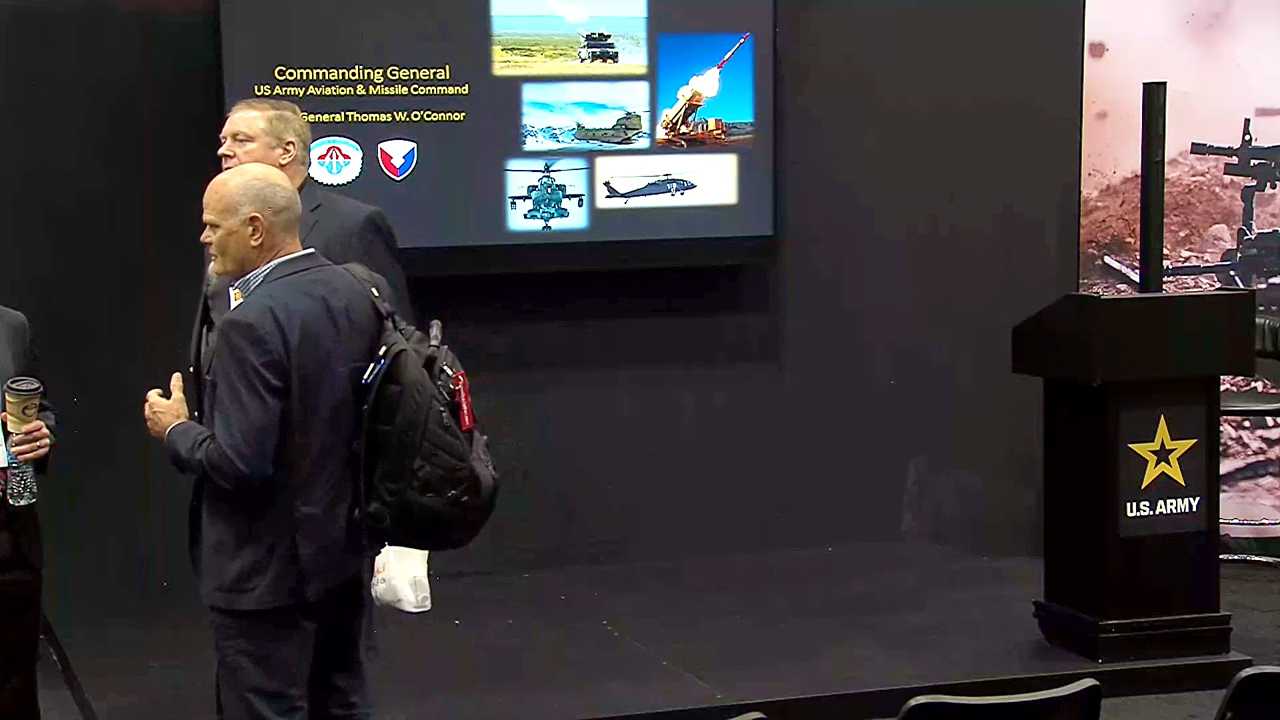 Commanding General
US Army Aviation & Missile Command
General Thomas W. O'Connor
U.S. ARMY